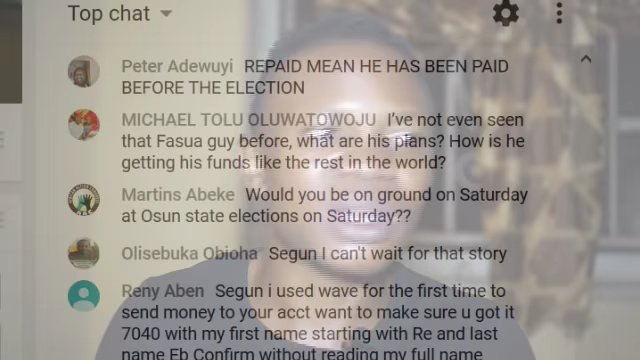 Top chat
Peter Adewuyi REPAID MEAN HE HAS BEEN PAID
BEFORE THE ELECTION
MICHAEL TOLU OLUWATOWOJU I've not even seen
that Fasua guy before, what are his plans? How is he
getting his funds like the rest in the world?
Martins Abeke Would you be on ground on Saturday
at Osun state elections on Saturday??
Olisebuka Obioha Segun I can't wait for that story
Reny Aben Segun i used wave for the first time to
send money to your acct want to make sure u got it
7040 with my first name starting with Re and last
name Eb Confirm without reading my full name